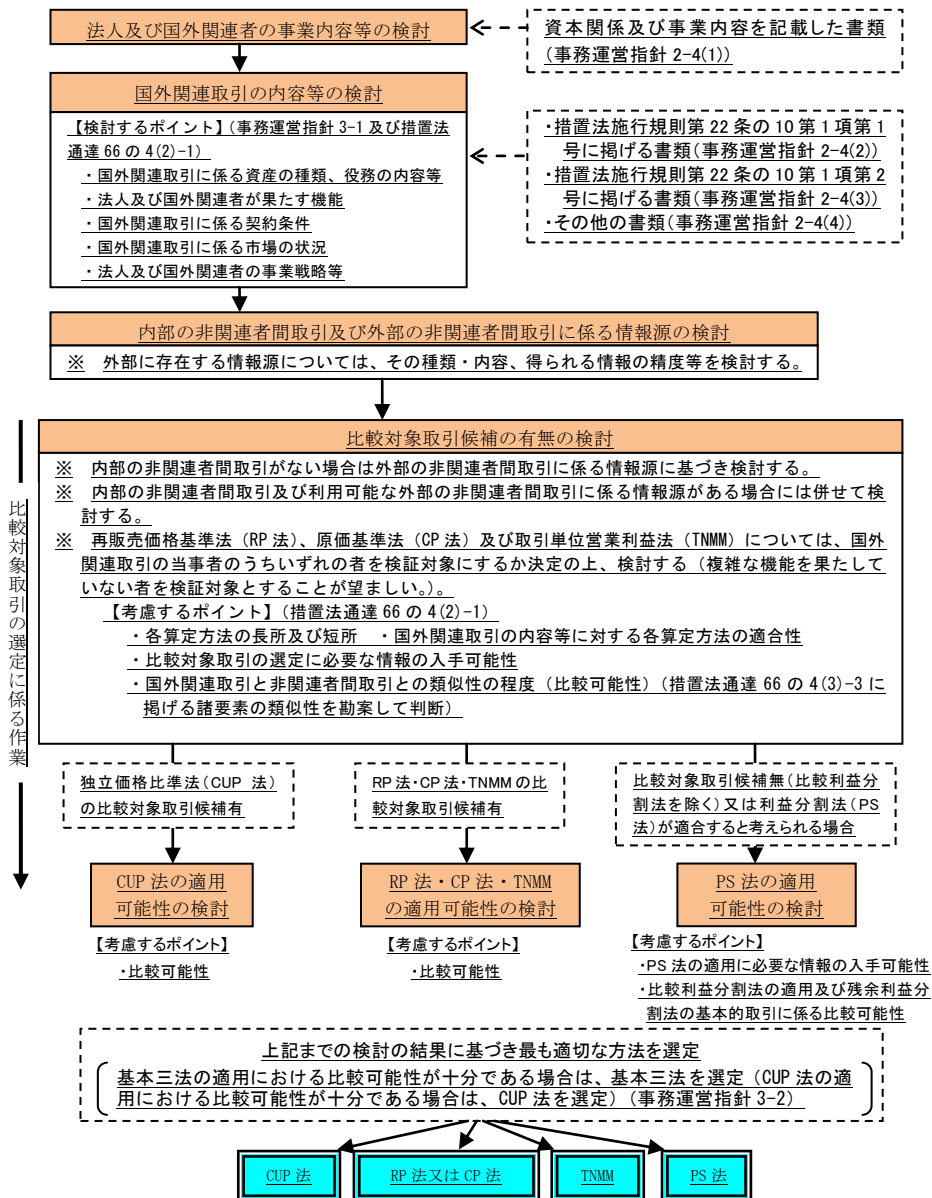 法人及び国外関連者の事業内容等の検討
資本関係及び事業内容を記載した書類
(事務運営指針 2-4(1))
国外関連取引の内容等の検討
【検討するポイント】(事務運営指針 3-1 及び措置法
通達 66 の 4(2)-1)
・国外関連取引に係る資産の種類、役務の内容等
・法人及び国外関連者が果たす機能
・国外関連取引に係る契約条件
・国外関連取引に係る市場の状況
・法人及び国外関連者の事業戦略等
・措置法施行規則第 22 条の 10 第 1 項第 1
号に掲げる書類(事務運営指針 2-4(2))
・措置法施行規則第 22 条の 10 第 1 項第 2
号に掲げる書類(事務運営指針 2-4(3))
・その他の書類(事務運営指針 2-4(4))
内部の非関連者間取引及び外部の非関連者間取引に係る情報源の検討
※ 外部に存在する情報源については、その種類・内容、得られる情報の精度等を検討する。
比較対象取引の選定に係る作業
比較対象取引候補の有無の検討
※ 内部の非関連者間取引がない場合は外部の非関連者間取引に係る情報源に基づき検討する。
※ 内部の非関連者間取引及び利用可能な外部の非関連者間取引に係る情報源がある場合には併せて検
討する。
※ 再販売価格基準法(RP 法)、原価基準法(CP 法)及び取引単位営業利益法(TNMM)については、国外
関連取引の当事者のうちいずれの者を検証対象にするか決定の上、検討する(複雑な機能を果たして
いない者を検証対象とすることが望ましい。)。
【考慮するポイント】(措置法通達 66 の 4(2)-1)
・各算定方法の長所及び短所 ・国外関連取引の内容等に対する各算定方法の適合性
・比較対象取引の選定に必要な情報の入手可能性
・国外関連取引と非関連者間取引との類似性の程度(比較可能性)(措置法通達 66 の 4(3)-3 に
掲げる諸要素の類似性を勘案して判断)
独立価格比準法(CUP 法)
の比較対象取引候補有
RP 法・CP 法・TNMM の比
較対象取引候補有
比較対象取引候補無(比較利益分
割法を除く)又は利益分割法(PS
法)が適合すると考えられる場合
CUP 法の適用
可能性の検討
RP 法・CP 法・TNMM
の適用可能性の検討
PS 法の適用
可能性の検討
【考慮するポイント】
・比較可能性
【考慮するポイント】
・比較可能性
【考慮するポイント】
・PS 法の適用に必要な情報の入手可能性
・比較利益分割法の適用及び残余利益分
割法の基本的取引に係る比較可能性
上記までの検討の結果に基づき最も適切な方法を選定
基本三法の適用における比較可能性が十分である場合は、基本三法を選定(CUP 法の適
用における比較可能性が十分である場合は、CUP 法を選定)(事務運営指針 3-2)
CUP 法
RP 法又は CP 法
TNMM
PS 法